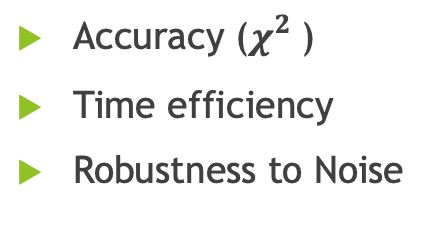 Accuracy (χ² )
Time efficiency
Robustness to Noise